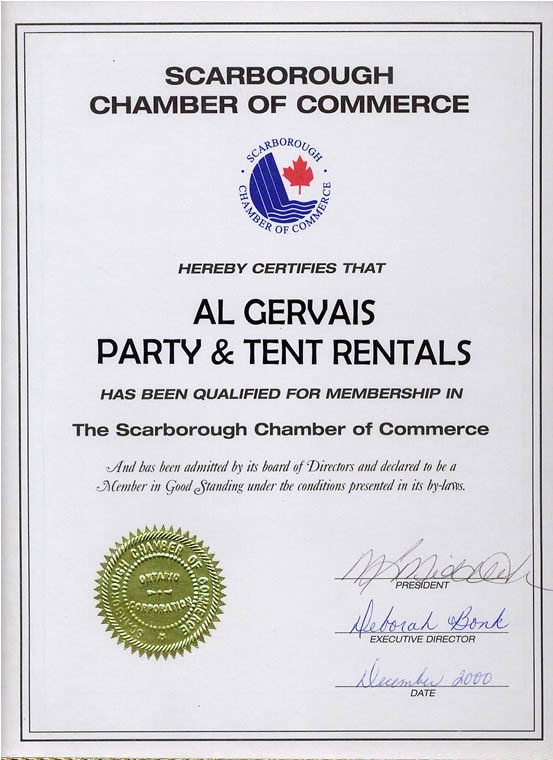 SCARBOROUGH
CHAMBER OF COMMERCE
SCARBOROUGH
CHAMBER OF COMMERCE
HEREBY CERTIFIES THAT
AL GERVAIS
PARTY & TENT RENTALS
HAS BEEN QUALIFIED FOR MEMBERSHIP IN
The Scarborough Chamber of Commerce
And has been admitted by its board of Directors and declared to be a
Member in Good Standing under the conditions presented in its by-laws.
CHAMBER OF COMMERCE
ONTARIO
CORPORATION
PRESIDENT
Deborah Bonk
EXECUTIVE DIRECTOR
December 2000
DATE